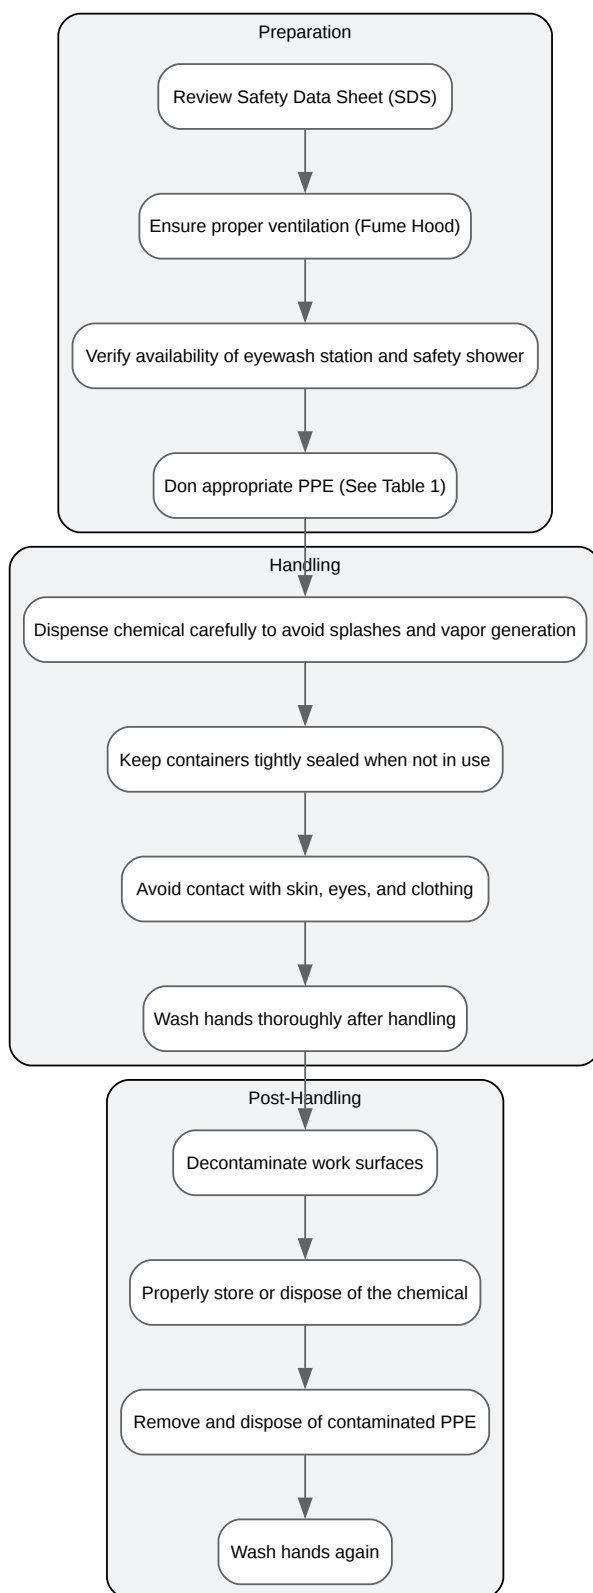 Preparation
Review Safety Data Sheet (SDS)
Ensure proper ventilation (Fume Hood)
Verify availability of eyewash station and safety shower
Don appropriate PPE (See Table 1)
Handling
Dispense chemical carefully to avoid splashes and vapor generation
Keep containers tightly sealed when not in use
Avoid contact with skin, eyes, and clothing
Wash hands thoroughly after handling
Post-Handling
Decontaminate work surfaces
Properly store or dispose of the chemical
Remove and dispose of contaminated PPE
Wash hands again